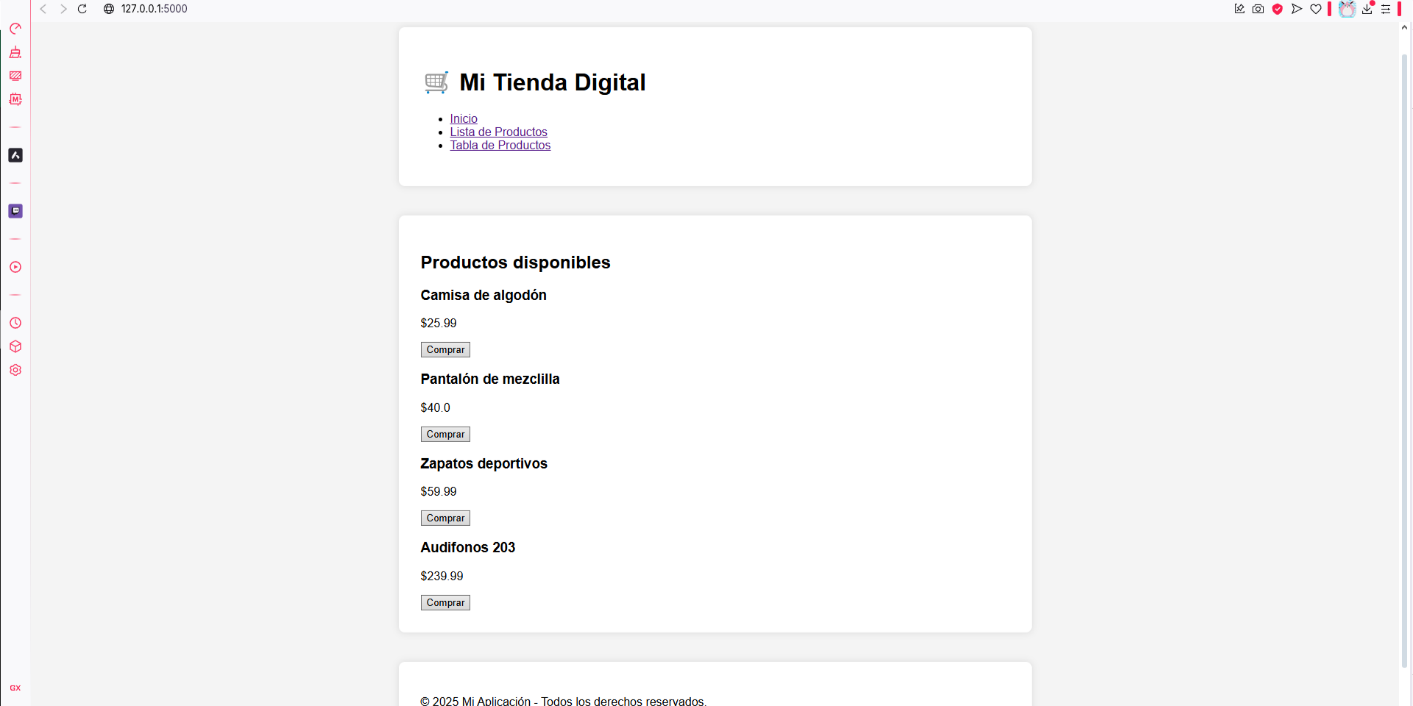 127.0.0.1:5000
Mi Tienda Digital
Inicio
Lista de Productos
Tabla de Productos
Productos disponibles
Camisa de algodón
$25.99
Comprar
Pantalón de mezclilla
$40.0
Comprar
Zapatos deportivos
$59.99
Comprar
Audifonos 203
$239.99
Comprar
GX
© 2025 Mi Aplicación - Todos los derechos reservados.